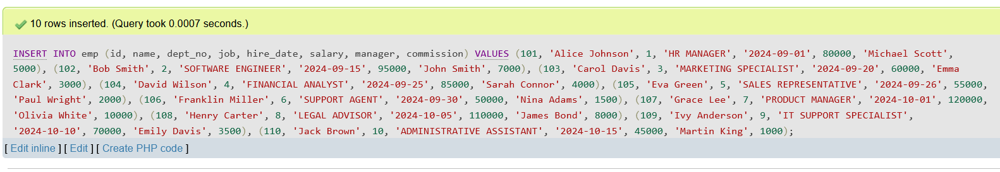 10 rows inserted. (Query took 0.0007 seconds.)
INSERT INTO emp (id, name, dept_no, job, hire_date, salary, manager, commission) VALUES (101, 'Alice Johnson', 1, 'HR MANAGER', '2024-09-01', 80000, 'Michael Scott',
5000), (102, 'Bob Smith', 2, 'SOFTWARE ENGINEER', '2024-09-15', 95000, 'John Smith', 7000), (103, 'Carol Davis', 3, 'MARKETING SPECIALIST', '2024-09-20', 60000, 'Emma
Clark', 3000), (104, 'David Wilson', 4, 'FINANCIAL ANALYST', '2024-09-25', 85000, 'Sarah Connor', 4000), (105, 'Eva Green', 5, 'SALES REPRESENTATIVE', '2024-09-26', 55000,
'Paul Wright', 2000), (106, 'Franklin Miller', 6, 'SUPPORT AGENT', '2024-09-30', 50000, 'Nina Adams', 1500), (107, 'Grace Lee', 7, 'PRODUCT MANAGER', '2024-10-01', 120000,
'Olivia White', 10000), (108, 'Henry Carter', 8, 'LEGAL ADVISOR', '2024-10-05', 110000, 'James Bond', 8000), (109, 'Ivy Anderson', 9, 'IT SUPPORT SPECIALIST',
'2024-10-10', 70000, 'Emily Davis', 3500), (110, 'Jack Brown', 10, 'ADMINISTRATIVE ASSISTANT', '2024-10-15', 45000, 'Martin King', 1000);
[ Edit inline ] [ Edit ] [ Create PHP code ]